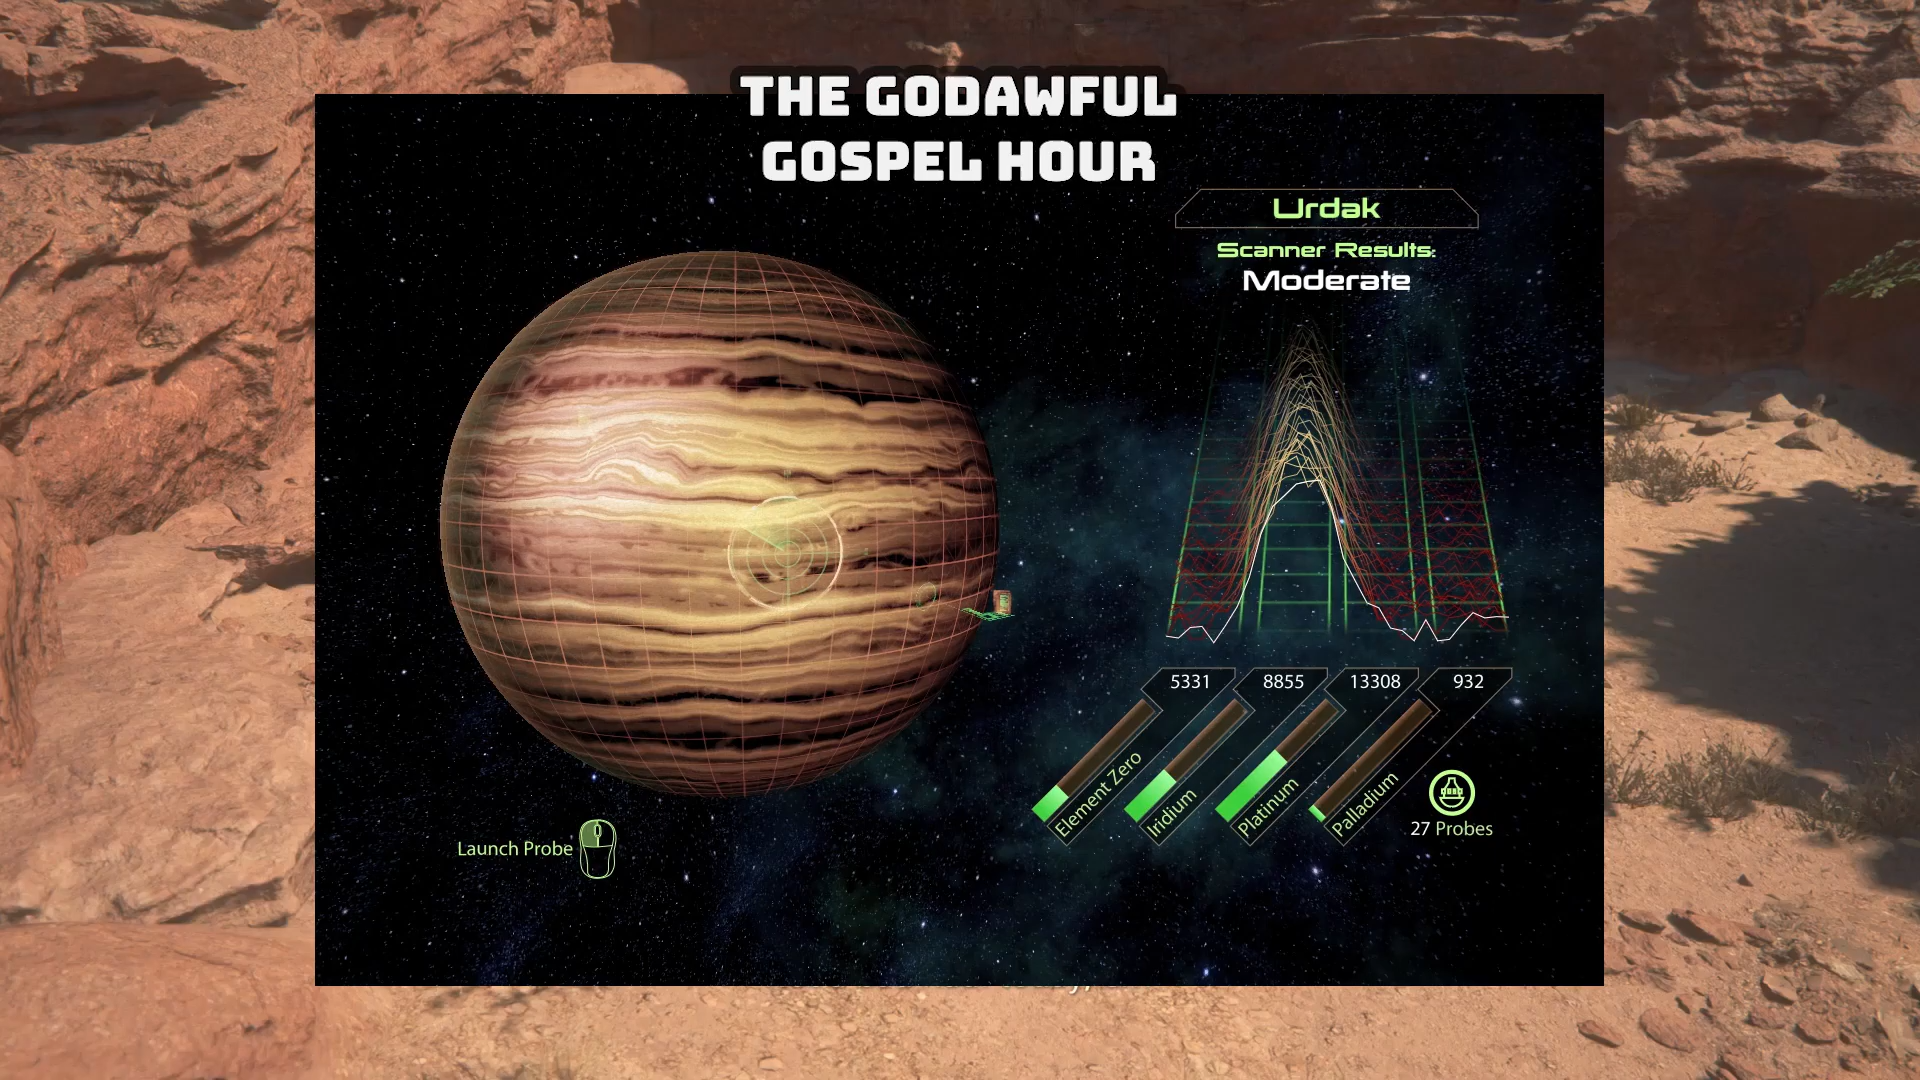 THE GODAWFUL
GOSPEL HOUR
Urdak
Scanner Results:
Moderate
5331
8855
13308
932
Element Zero
Iridium
Platinum
Palladium
27 Probes
Launch Probe